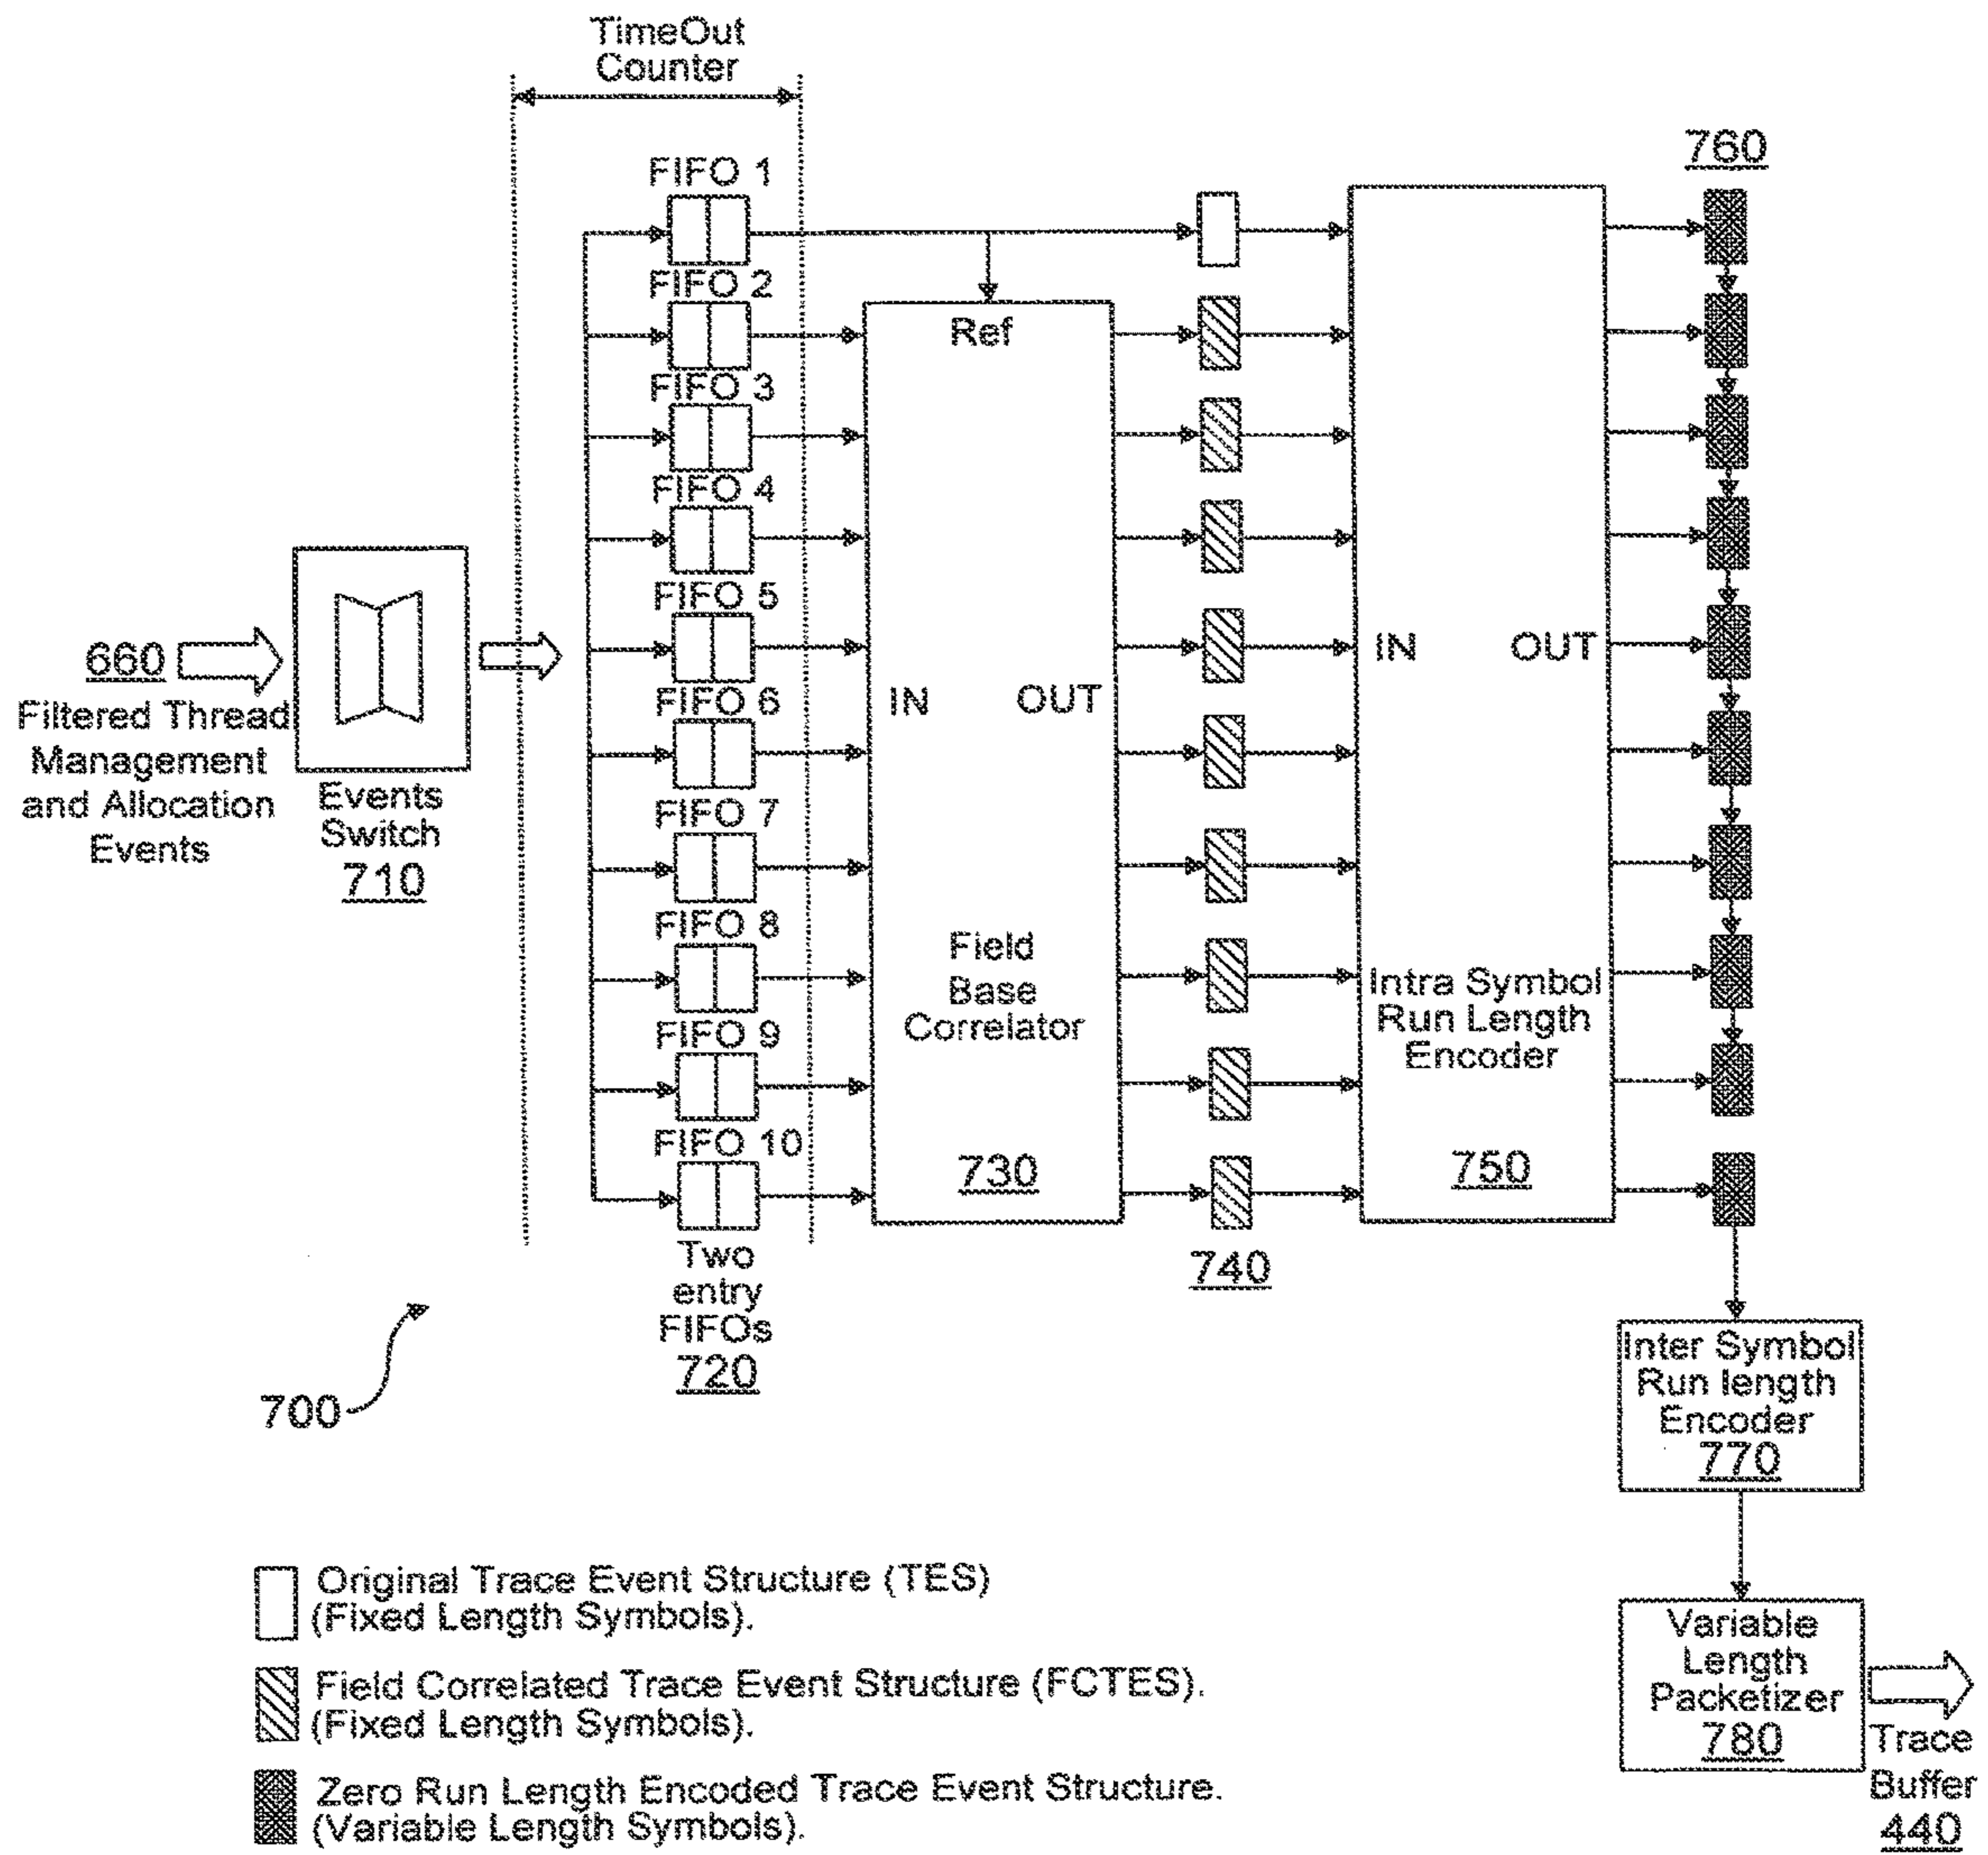 TimeOut
Counter
760
FIFO 1
FIFO 2
Ref
FIFO 3
FIFO 4
FIFO 5
660
Filtered Thread
Management
and Allocation
Events
Events
Switch
710
IN
OUT
FIFO 6
IN
OUT
FIFO 7
FIFO 8
Field
Base
Correlator
Intra Symbol
Run Length
Encoder
FIFO 9
FIFO 10
730
750
Two
entry
FIFOs
720
740
700
Inter Symbol
Run length
Encoder
770
Original Trace Event Structure (TES)
(Fixed Length Symbols).
Field Correlated Trace Event Structure (FCTES).
(Fixed Length Symbols).
Zero Run Length Encoded Trace Event Structure.
(Variable Length Symbols).
Variable
Length
Packetizer
780
Trace
Buffer
440